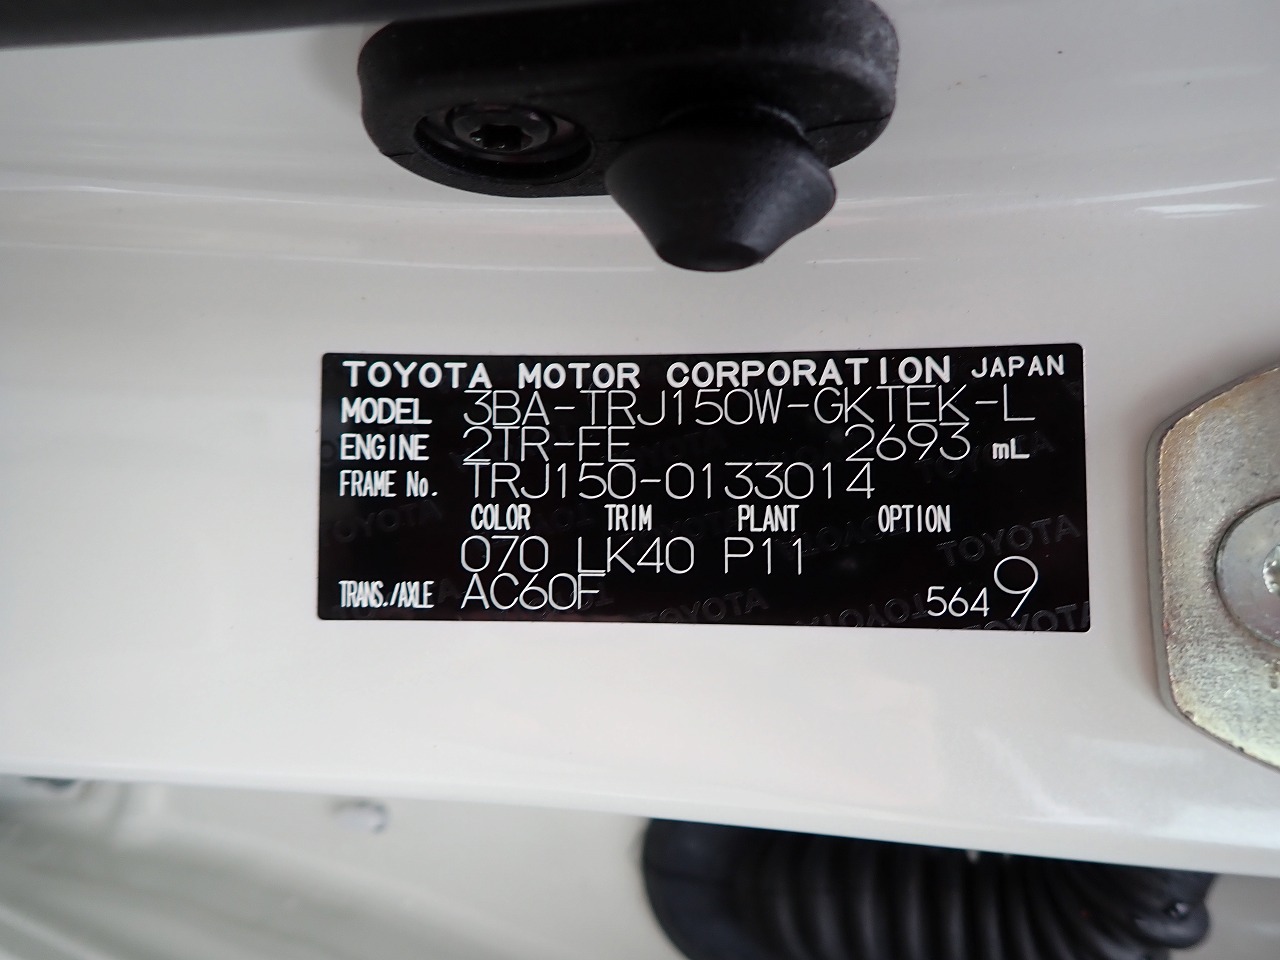 TOYOTA MOTOR CORPORATION JAPAN
MODEL 3BA-TRJ150W-GKTEK-L
ENGINE 2TR-FE 2693 mL
FRAME No. TRJ150-0133014
COLOR TRIM PLANT OPTION
070 LK40 P11
TRANS./AXLE AC60F 5649